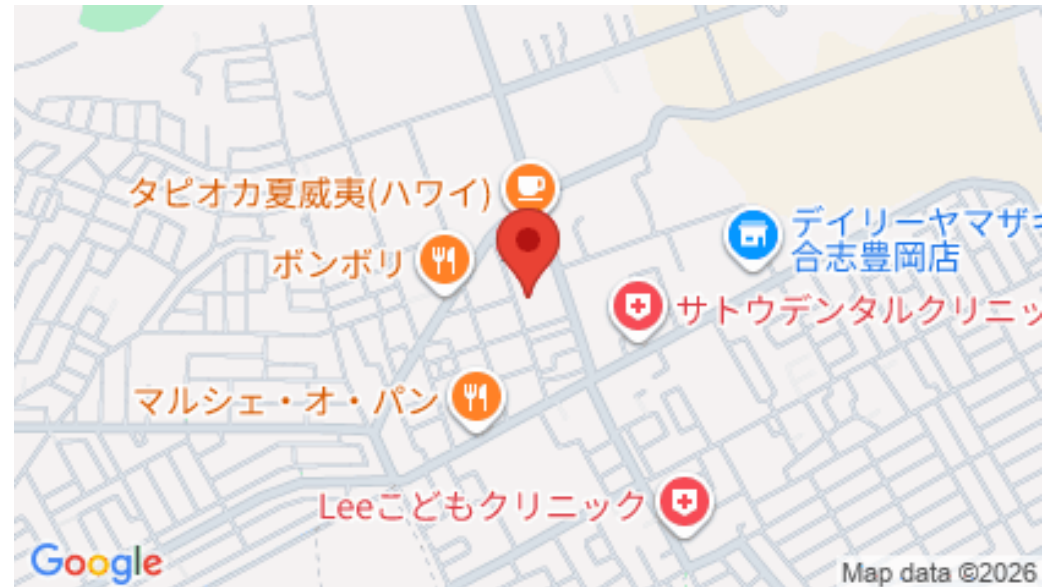 タピオカ夏威夷(ハワイ)
デイリーヤマザキ
合志豊岡店
ボンボリ
サトウデンタルクリニッ
マルシェ・オ・パン
Leeこどもクリニック
Google
Map data ©2026